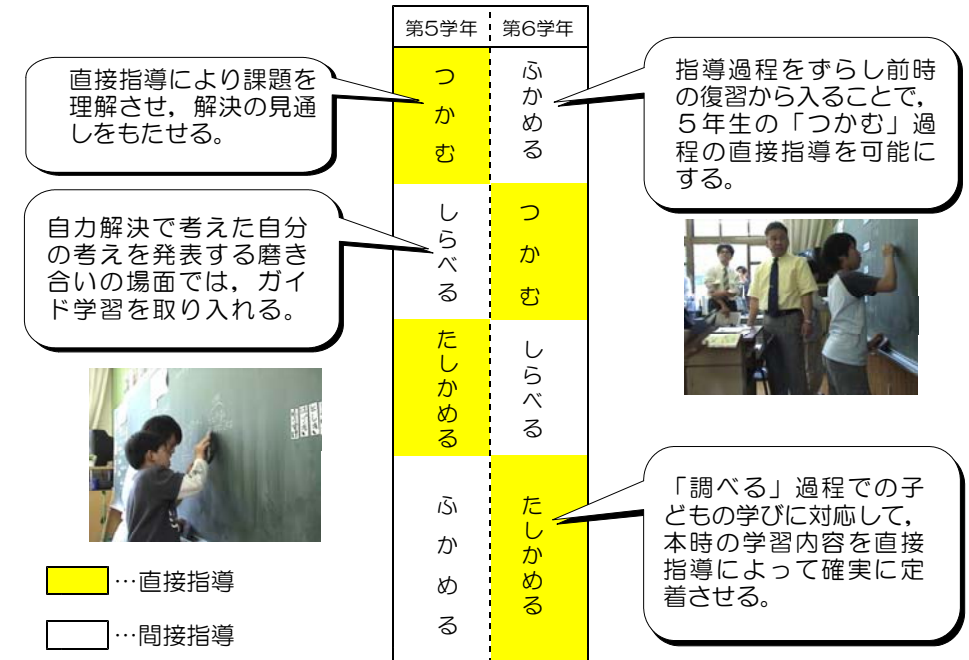 第5学年
第6学年
直接指導により課題を
理解させ，解決の見通
しをもたせる。
つかむ
ふかめる
指導過程をずらし前時
の復習から入ることで，
５年生の「つかむ」過
程の直接指導を可能に
する。
自力解決で考えた自分
の考えを発表する磨き
合いの場面では，ガイ
ド学習を取り入れる。
しらべる
つかむ
たしかめる
しらべる
ふかめる
たしかめる
「調べる」過程での子
どもの学びに対応して，
本時の学習内容を直接
指導によって確実に定
着させる。
…直接指導
…間接指導